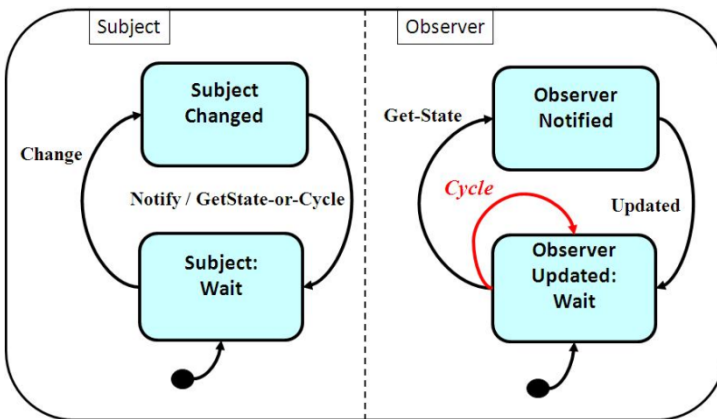 Subject
Subject
Changed
Change
Notify / GetState-or-Cycle
Subject:
Wait
Observer
Observer
Notified
Get-State
Cycle
Updated
Observer
Updated:
Wait